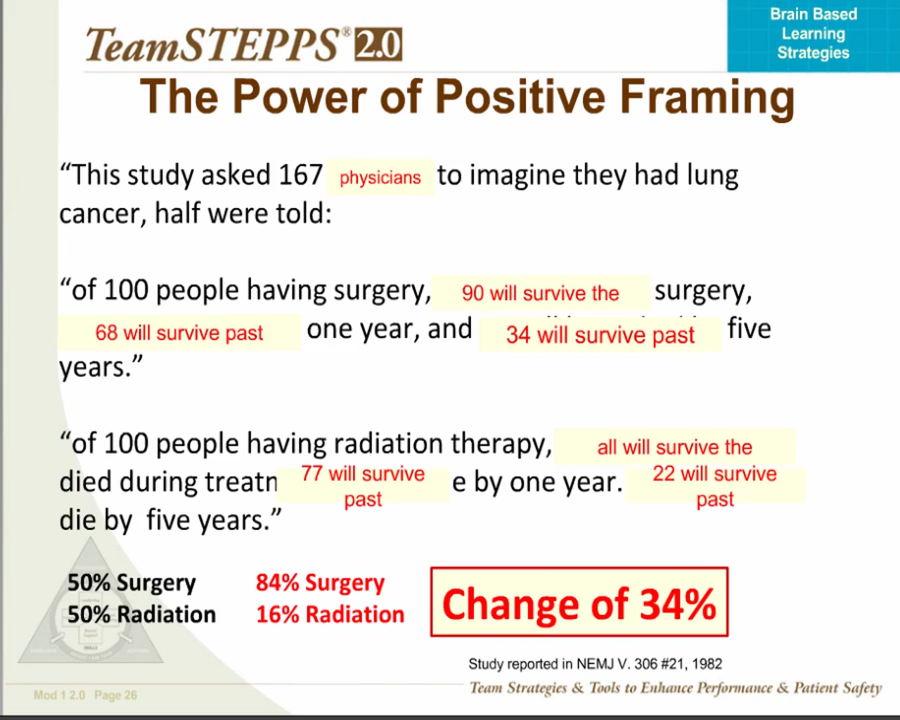 TeamSTEPPS® 2.0
Brain Based
Learning
Strategies
The Power of Positive Framing
“This study asked 167 physicians to imagine they had lung
cancer, half were told:
“of 100 people having surgery, 90 will survive the surgery,
68 will survive past one year, and 34 will survive past five
years.”
“of 100 people having radiation therapy, all will survive the
died during treatn 77 will survive past e by one year. 22 will survive past
die by five years.”
50% Surgery 84% Surgery
50% Radiation 16% Radiation
Change of 34%
Study reported in NEMJ V. 306 #21, 1982
Mod 1 2.0 Page 26
Team Strategies & Tools to Enhance Performance & Patient Safety